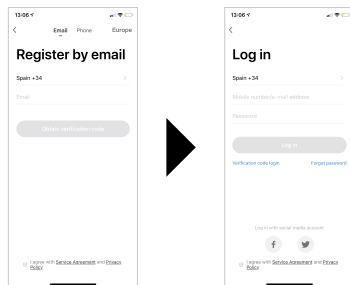 13:06
Email Phone Europe
Register by email
Spain +34
Email
Obtain verification code
I agree with Service Agreement and Privacy
Policy
13:06
Log in
Spain +34
Mobile number/e-mail address
Password
Log in
Verification code login Forget password
Log in with social media account
I agree with Service Agreement and Privacy
Policy